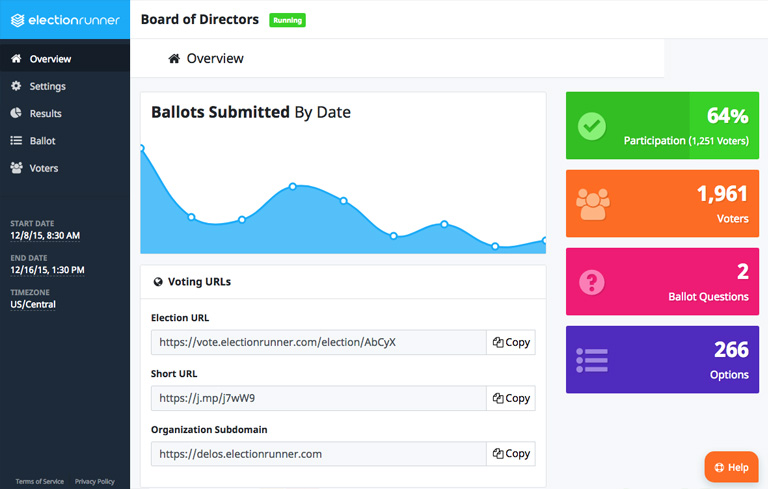 electionrunner
Board of Directors
Running
Overview
Settings
Results
Ballot
Voters
START DATE
12/8/15, 8:30 AM
END DATE
12/16/15, 1:30 PM
TIMEZONE
US/Central
Terms of Service Privacy Policy
Overview
Ballots Submitted By Date
Voting URLs
Election URL
https://vote.electionrunner.com/election/AbCyX Copy
Short URL
https://j.mp/j7wW9 Copy
Organization Subdomain
https://delos.electionrunner.com Copy
64%
Participation (1,251 Voters)
1,961
Voters
2
Ballot Questions
266
Options
Help